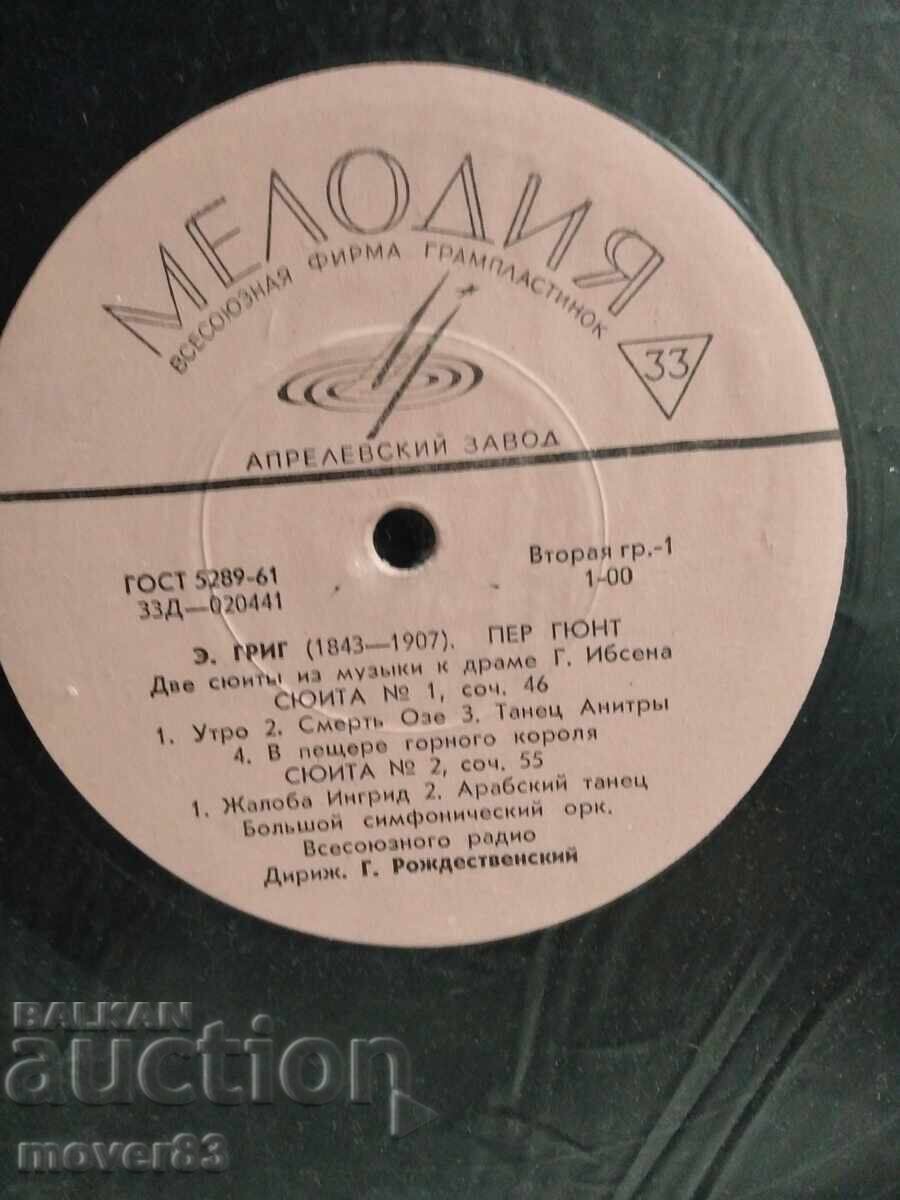 МЕЛОДИЯ
ВСЕСОЮЗНАЯ ФИРМА ГРАМПЛАСТИНОК
33
АПРЕЛЕВСКИЙ ЗАВОД
ГОСТ 5289-61
33Д—020441
Вторая гр.-1
1-00
Э. ГРИГ (1843—1907). ПЕР ГЮНТ
Две сюиты из музыки к драме Г. Ибсена
СЮИТА № 1, соч. 46
1. Утро 2. Смерть Озе 3. Танец Анитры
4. В пещере горного короля
СЮИТА № 2, соч. 55
1. Жалоба Ингрид 2. Арабский танец
Большой симфонический орк.
Всесоюзного радио
Дириж. Г. Рождественский
BALKAN
auction
mover83